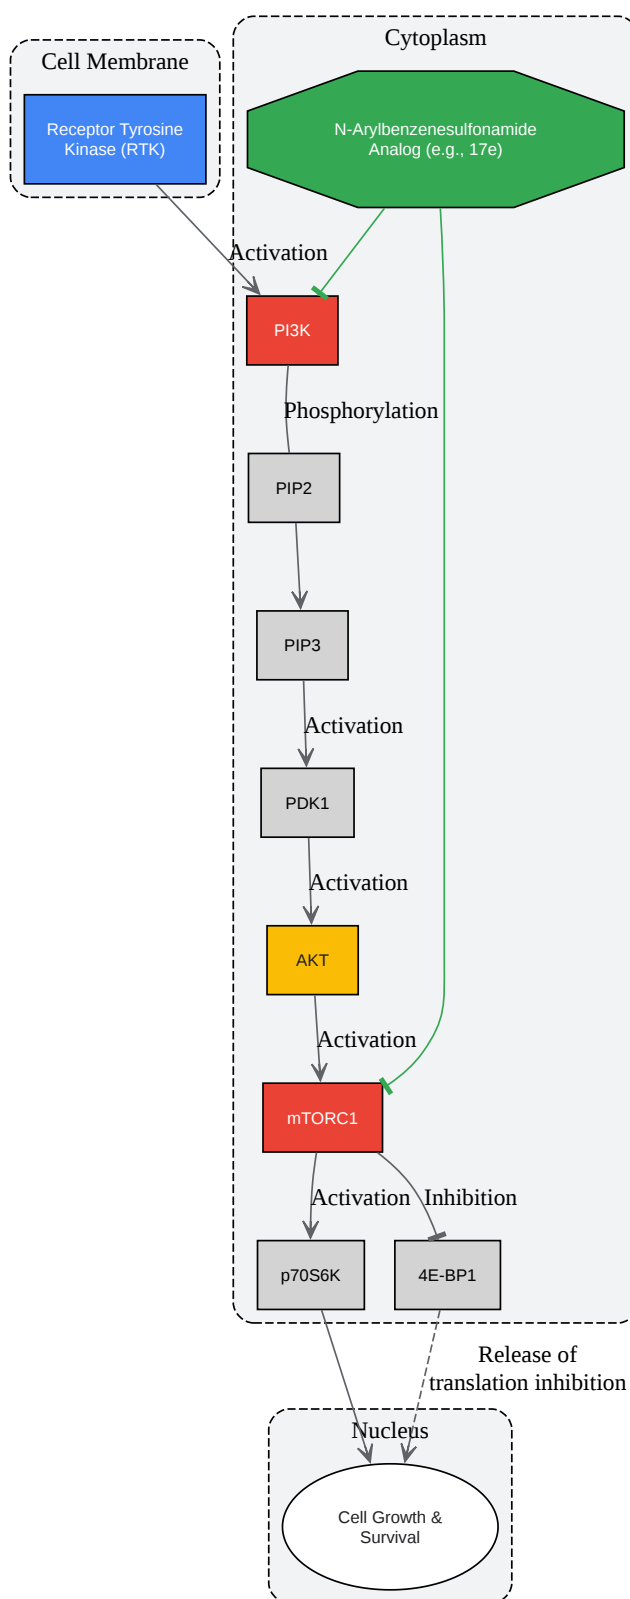 Cytoplasm
Cell Membrane
Receptor Tyrosine
Kinase (RTK)
N-Arylbenzenesulfonamide
Analog (e.g., 17e)
Activation
PI3K
Phosphorylation
PIP2
PIP3
Activation
PDK1
Activation
AKT
Activation
mTORC1
Activation
Inhibition
p70S6K
4E-BP1
Release of
translation inhibition
Nucleus
Cell Growth &
Survival